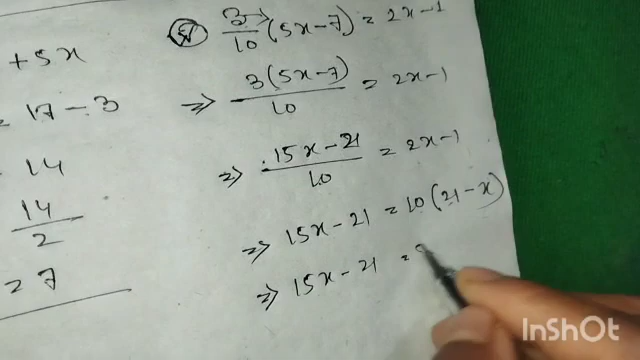 + 5x
= 17 - 3
14
14/2
= 7
3/10 (5x - 7) = 2x - 1
⇒ 3(5x - 7)/10 = 2x - 1
⇒ 15x - 21/10 = 2x - 1
⇒ 15x - 21 = 10(21 - x)
⇒ 15x - 21 =
InShOt